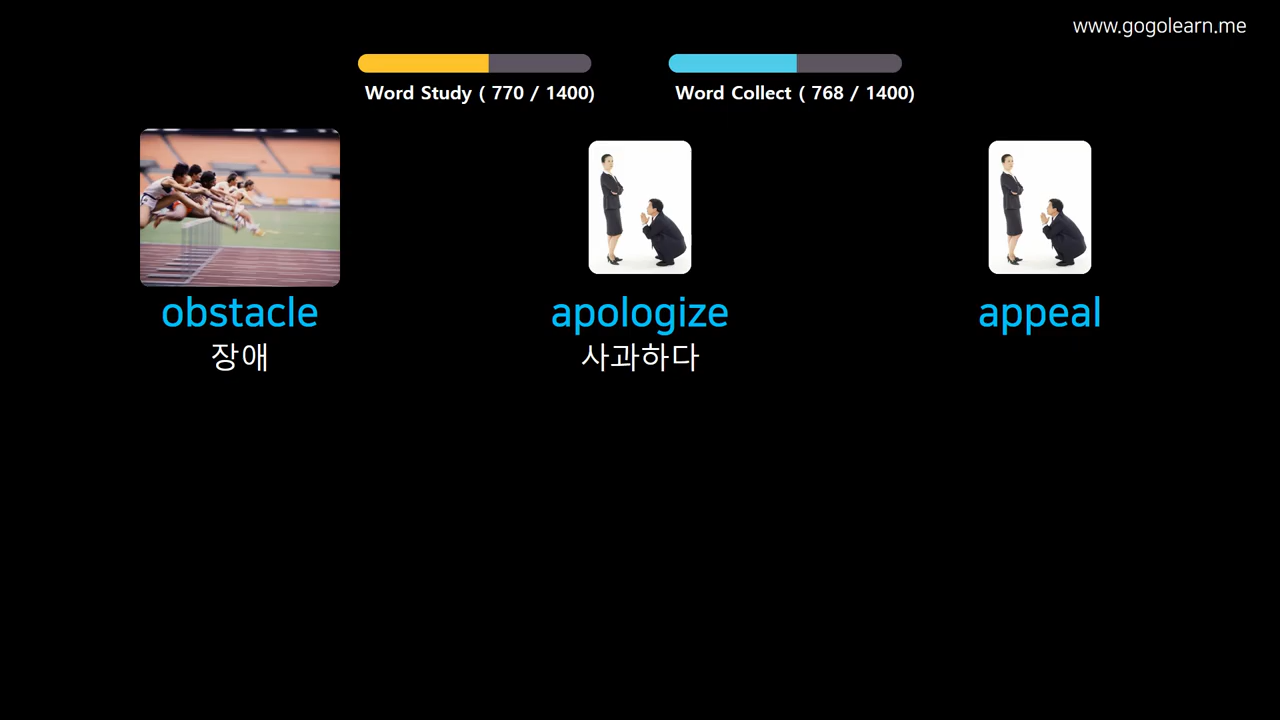 www.gogolearn.me
Word Study ( 770 / 1400)
Word Collect ( 768 / 1400)
obstacle
apologize
appeal
장애
사과하다